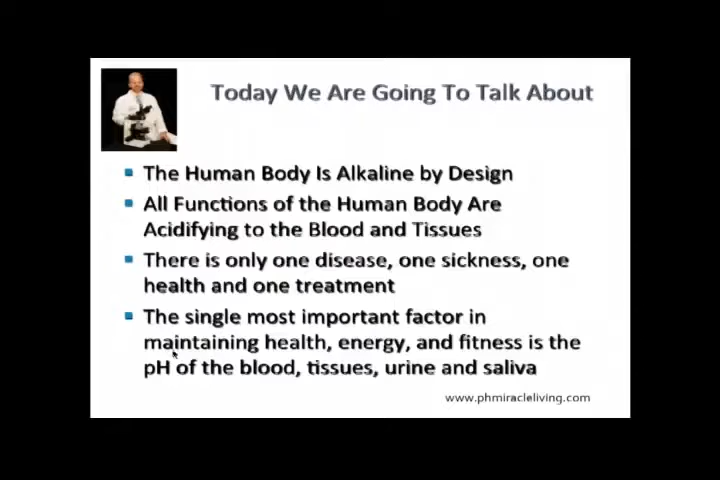 Today We Are Going To Talk About
The Human Body Is Alkaline by Design
All Functions of the Human Body Are
Acidifying to the Blood and Tissues
There is only one disease, one sickness, one
health and one treatment
The single most important factor in
maintaining health, energy, and fitness is the
pH of the blood, tissues, urine and saliva
www.phmiracleliving.com